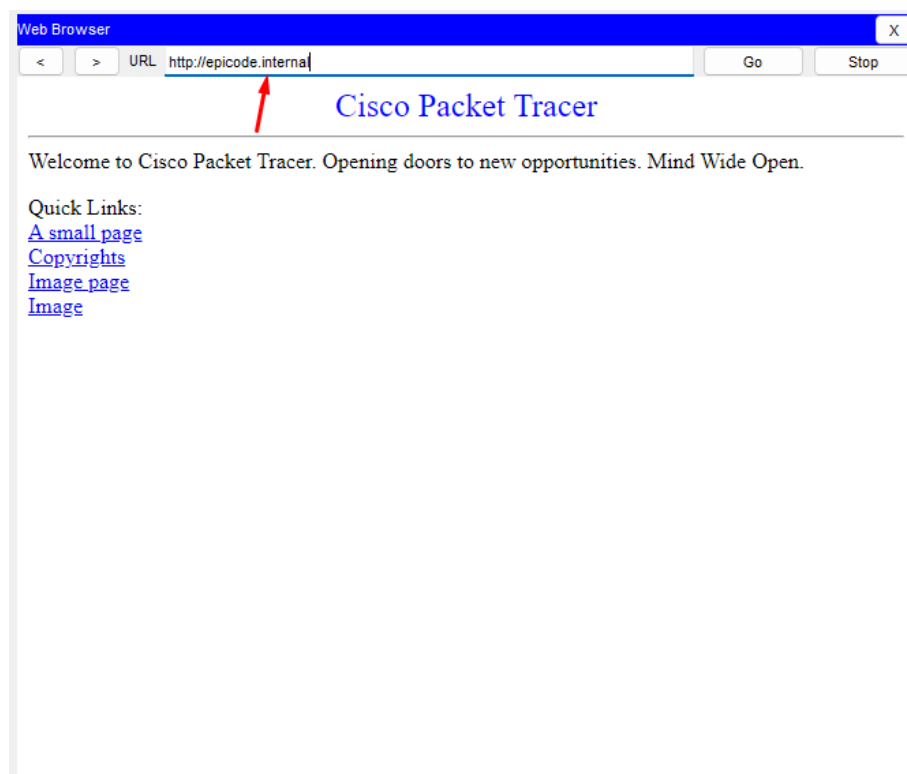 Web Browser
X
<
>
URL
http://epicode.internal
Go
Stop
Cisco Packet Tracer
Welcome to Cisco Packet Tracer. Opening doors to new opportunities. Mind Wide Open.
Quick Links:
A small page
Copyrights
Image page
Image